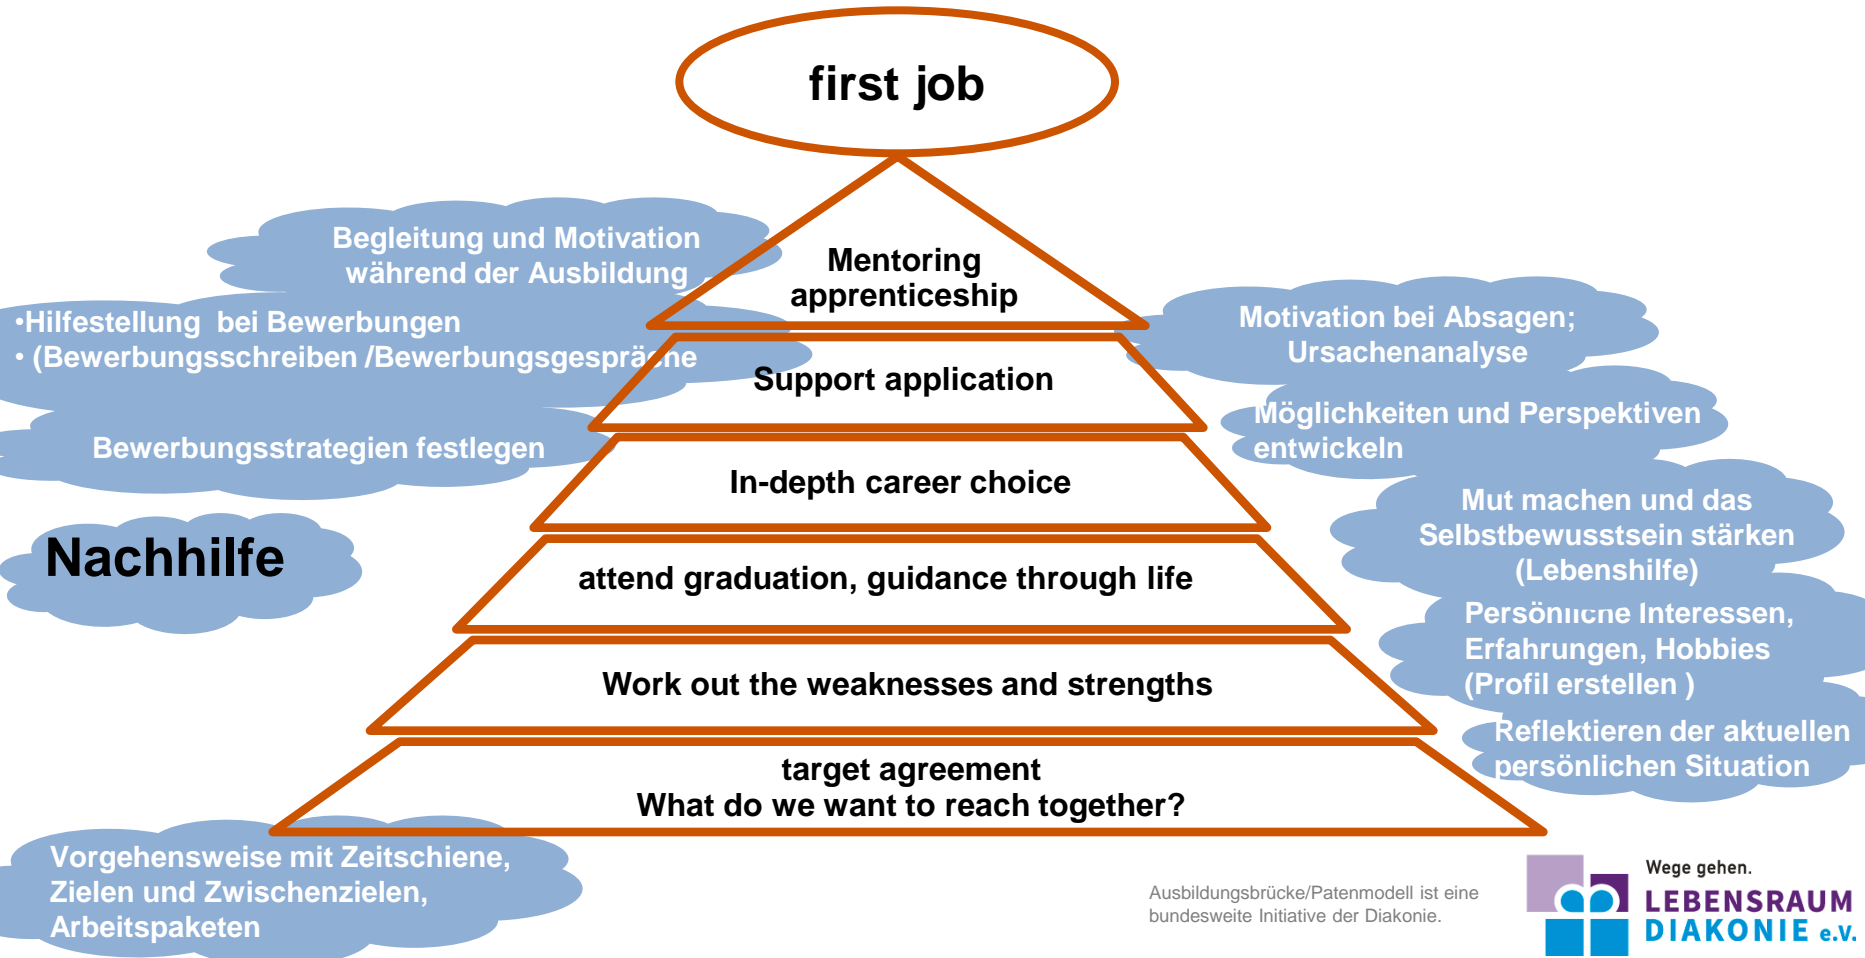 first job
Begleitung und Motivation
während der Ausbildung
Mentoring
apprenticeship
•Hilfestellung bei Bewerbungen
• (Bewerbungsschreiben /Bewerbungsgespräche
Motivation bei Absagen;
Ursachenanalyse
Support application
Möglichkeiten und Perspektiven
entwickeln
Bewerbungsstrategien festlegen
In-depth career choice
Mut machen und das
Selbstbewusstsein stärken
(Lebenshilfe)
Nachhilfe
attend graduation, guidance through life
Persönliche Interessen,
Erfahrungen, Hobbies
(Profil erstellen )
Work out the weaknesses and strengths
Reflektieren der aktuellen
persönlichen Situation
target agreement
What do we want to reach together?
Vorgehensweise mit Zeitschiene,
Zielen und Zwischenzielen,
Arbeitspaketen
Ausbildungsbrücke/Patenmodell ist eine
bundesweite Initiative der Diakonie.
Wege gehen.
LEBENSRAUM
DIAKONIE e.V.